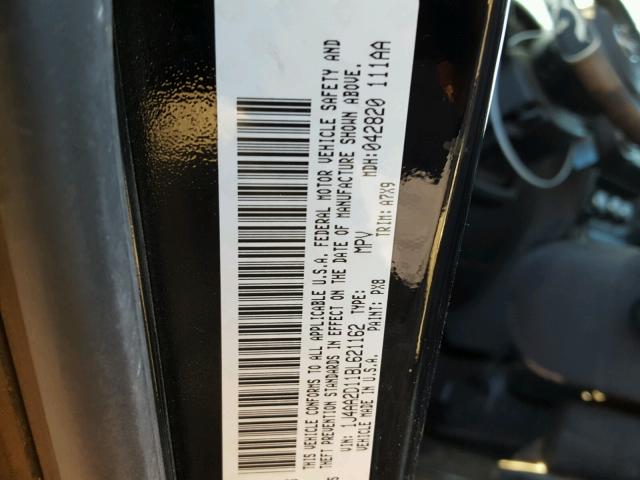 THIS VEHICLE CONFORMS TO ALL APPLICABLE U.S.A. FEDERAL MOTOR VEHICLE SAFETY AND
THEFT PREVENTION STANDARDS IN EFFECT ON THE DATE OF MANUFACTURE SHOWN ABOVE.
VIN: 1J4AA2D11BL621162 TYPE: MPV MDH: 042820 111AA
VEHICLE MADE IN U.S.A. PAINT: PX8 TRIM: A7X9